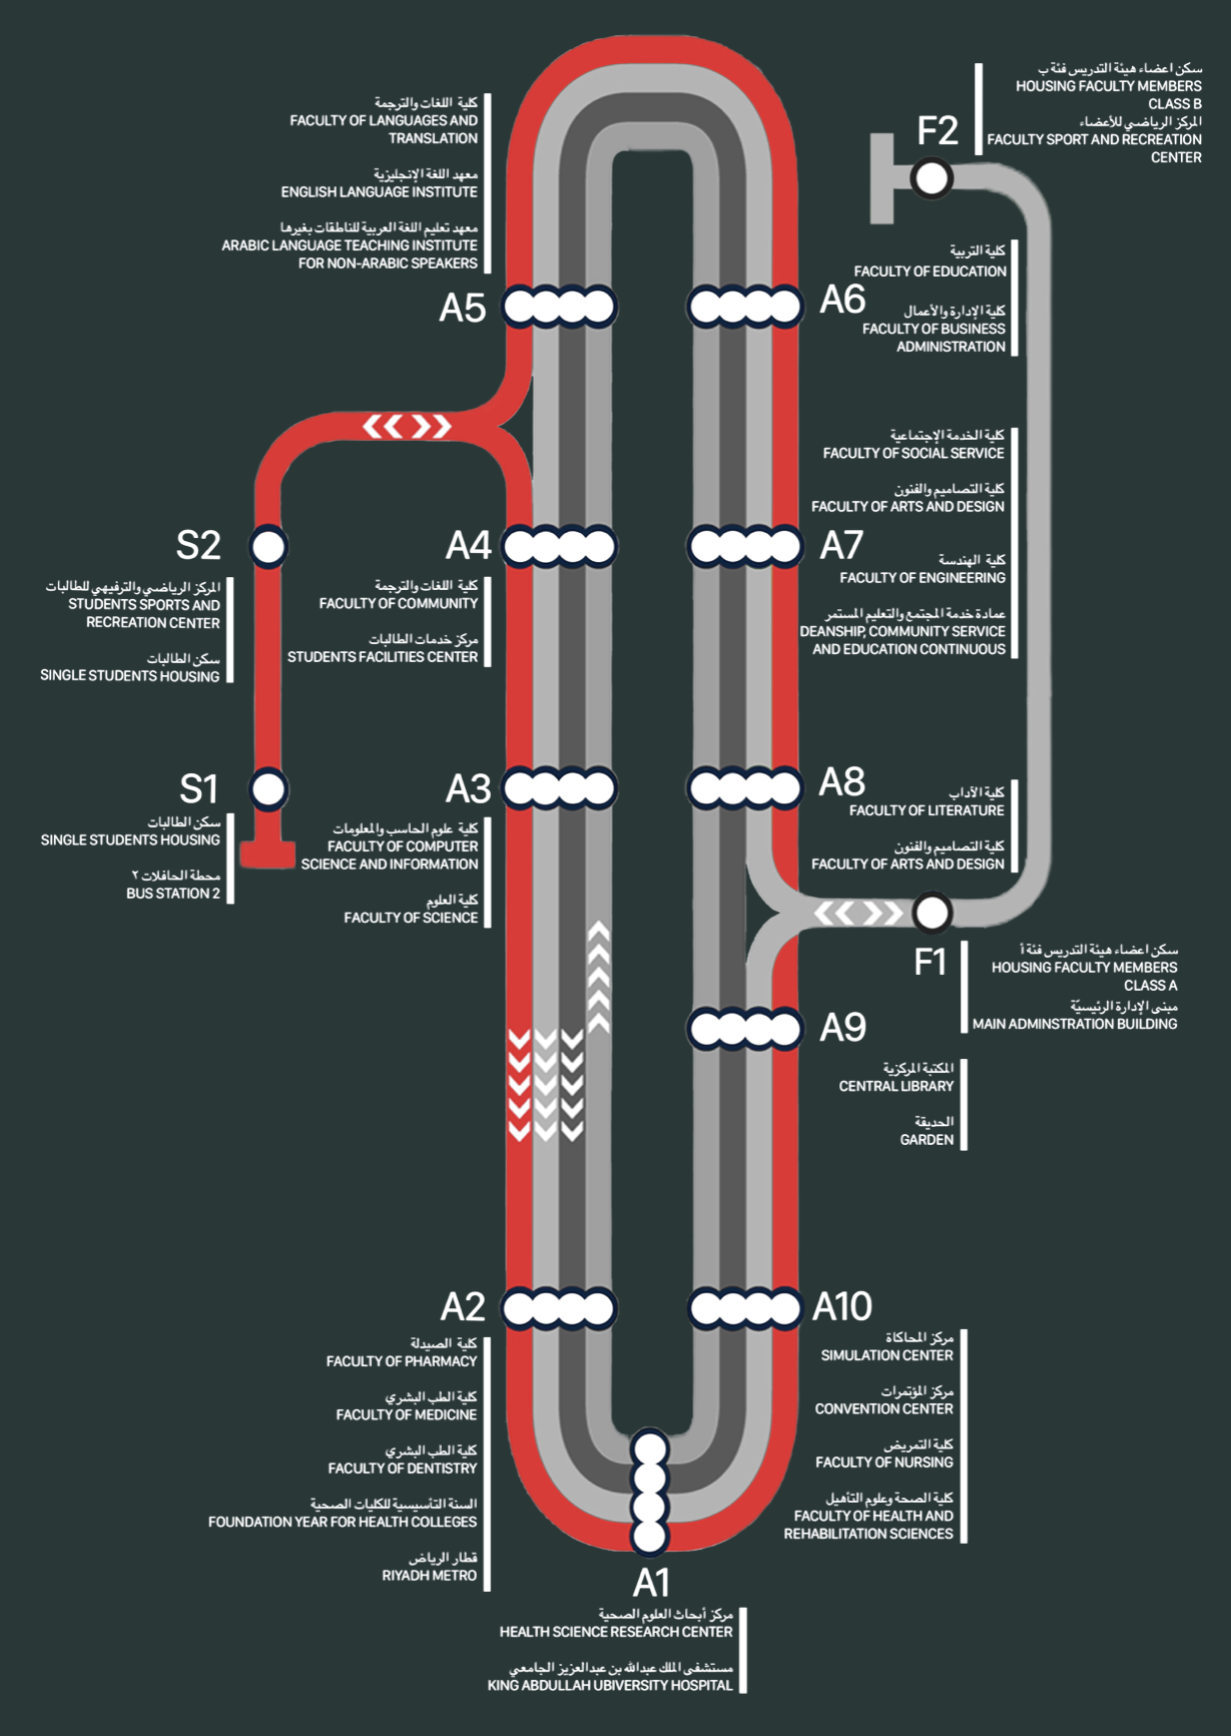 كلية اللغات والترجمة
FACULTY OF LANGUAGES AND
TRANSLATION
معهد اللغة الإنجليزية
ENGLISH LANGUAGE INSTITUTE
معهد تعليم اللغة العربية للناطقات بغيرها
ARABIC LANGUAGE TEACHING INSTITUTE
FOR NON-ARABIC SPEAKERS
A5
سكن اعضاء هيئة التدريس فئة ب
HOUSING FACULTY MEMBERS
CLASS B
المركز الرياضي للأعضاء
FACULTY SPORT AND RECREATION
CENTER
F2
كلية التربية
FACULTY OF EDUCATION
كلية الإدارة والأعمال
FACULTY OF BUSINESS
ADMINISTRATION
A6
كلية الخدمة الإجتماعية
FACULTY OF SOCIAL SERVICE
كلية التصاميم والفنون
FACULTY OF ARTS AND DESIGN
كلية الهندسة
FACULTY OF ENGINEERING
عمادة خدمة المجتمع والتعليم المستمر
DEANSHIP, COMMUNITY SERVICE
AND EDUCATION CONTINUOUS
A7
S2
المركز الرياضي والترفيهي للطالبات
STUDENTS SPORTS AND
RECREATION CENTER
سكن الطالبات
SINGLE STUDENTS HOUSING
A4
كلية اللغات والترجمة
FACULTY OF COMMUNITY
مركز خدمات الطالبات
STUDENTS FACILITIES CENTER
S1
سكن الطالبات
SINGLE STUDENTS HOUSING
محطة الحافلات ٢
BUS STATION 2
A3
كلية علوم الحاسب والمعلومات
FACULTY OF COMPUTER
SCIENCE AND INFORMATION
كلية العلوم
FACULTY OF SCIENCE
A8
كلية الآداب
FACULTY OF LITERATURE
كلية التصاميم والفنون
FACULTY OF ARTS AND DESIGN
F1
سكن اعضاء هيئة التدريس فئة أ
HOUSING FACULTY MEMBERS
CLASS A
مبنى الإدارة الرئيسيّة
MAIN ADMINSTRATION BUILDING
A9
المكتبة المركزية
CENTRAL LIBRARY
الحديقة
GARDEN
A2
كلية الصيدلة
FACULTY OF PHARMACY
كلية الطب البشري
FACULTY OF MEDICINE
كلية الطب البشري
FACULTY OF DENTISTRY
السنة التأسيسية للكليات الصحية
FOUNDATION YEAR FOR HEALTH COLLEGES
قطار الرياض
RIYADH METRO
A10
مركز المحاكاة
SIMULATION CENTER
مركز المؤتمرات
CONVENTION CENTER
كلية التمريض
FACULTY OF NURSING
كلية الصحة وعلوم التأهيل
FACULTY OF HEALTH AND
REHABILITATION SCIENCES
A1
مركز أبحاث العلوم الصحية
HEALTH SCIENCE RESEARCH CENTER
مستشفى الملك عبدالله بن عبدالعزيز الجامعي
KING ABDULLAH UBIVERSITY HOSPITAL